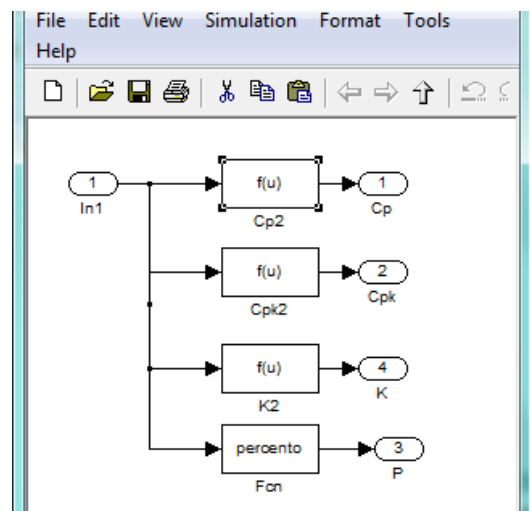 File Edit View Simulation Format Tools
Help
1
In1
f(u)
Cp2
1
Cp
f(u)
Cpk2
2
Cpk
f(u)
K2
4
K
percento
Fcn
3
P